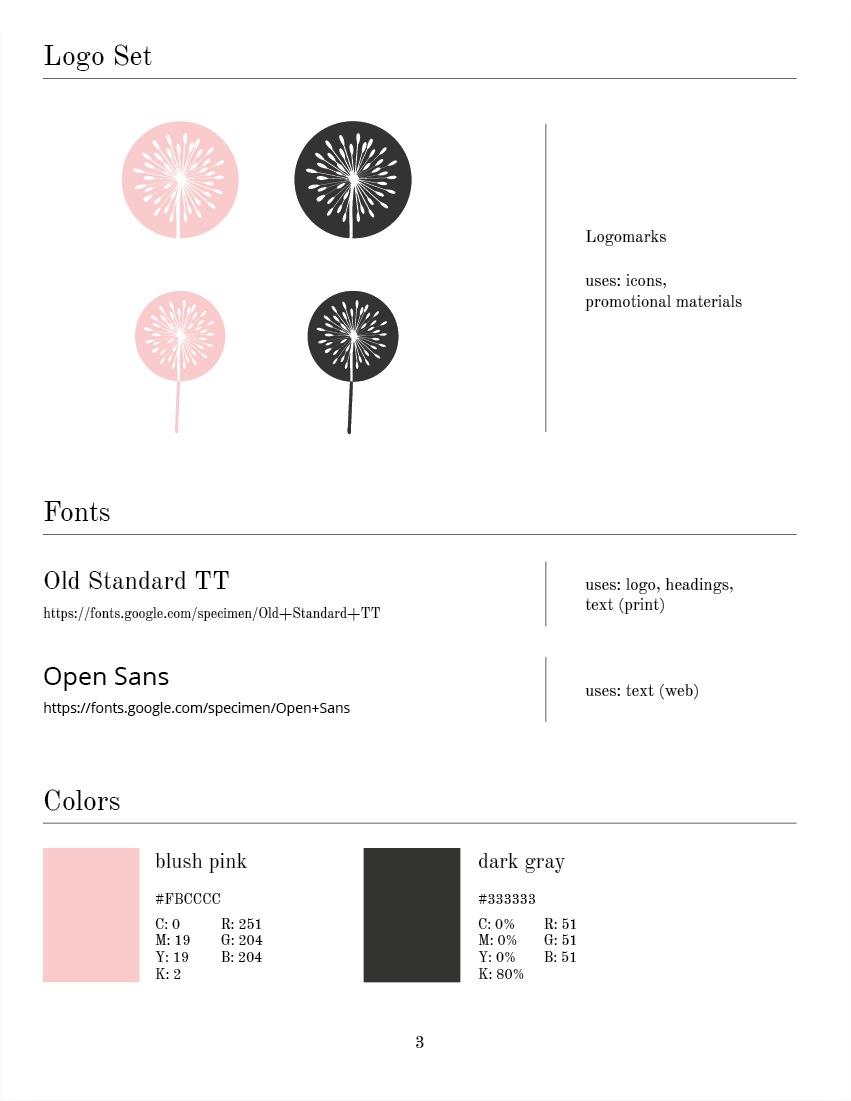 Logo Set
Logomarks
uses: icons,
promotional materials
Fonts
Old Standard TT
https://fonts.google.com/specimen/Old+Standard+TT
uses: logo, headings,
text (print)
Open Sans
https://fonts.google.com/specimen/Open+Sans
uses: text (web)
Colors
blush pink
#FBCCCC
C: 0 R: 251
M: 19 G: 204
Y: 19 B: 204
K: 2
dark gray
#333333
C: 0% R: 51
M: 0% G: 51
Y: 0% B: 51
K: 80%
3